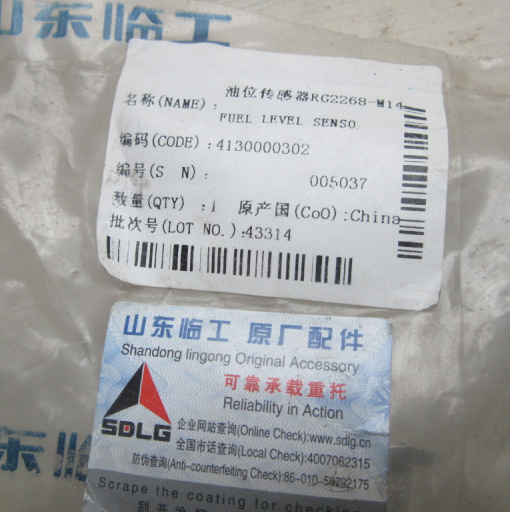 山东临工
名称(NAME): 油位传感器RG2268-M14
FUEL LEVEL SENSO
编码(CODE):4130000302
编号(S N): 005037
数量(QTY) :1 原产国(CoO):China
批次号(LOT NO.):43314
山东临工 原厂配件
Shandong lingong Original Accessory
可靠承载重托
Reliability in Action
SDLG
企业网站查询(Online Check):www.sdlg.cn
全国市话查询(Local Check):4007062315
防伪查询(Anti-counterfeiting Check):86-010-59792175
Scrape the coating for checking
东临